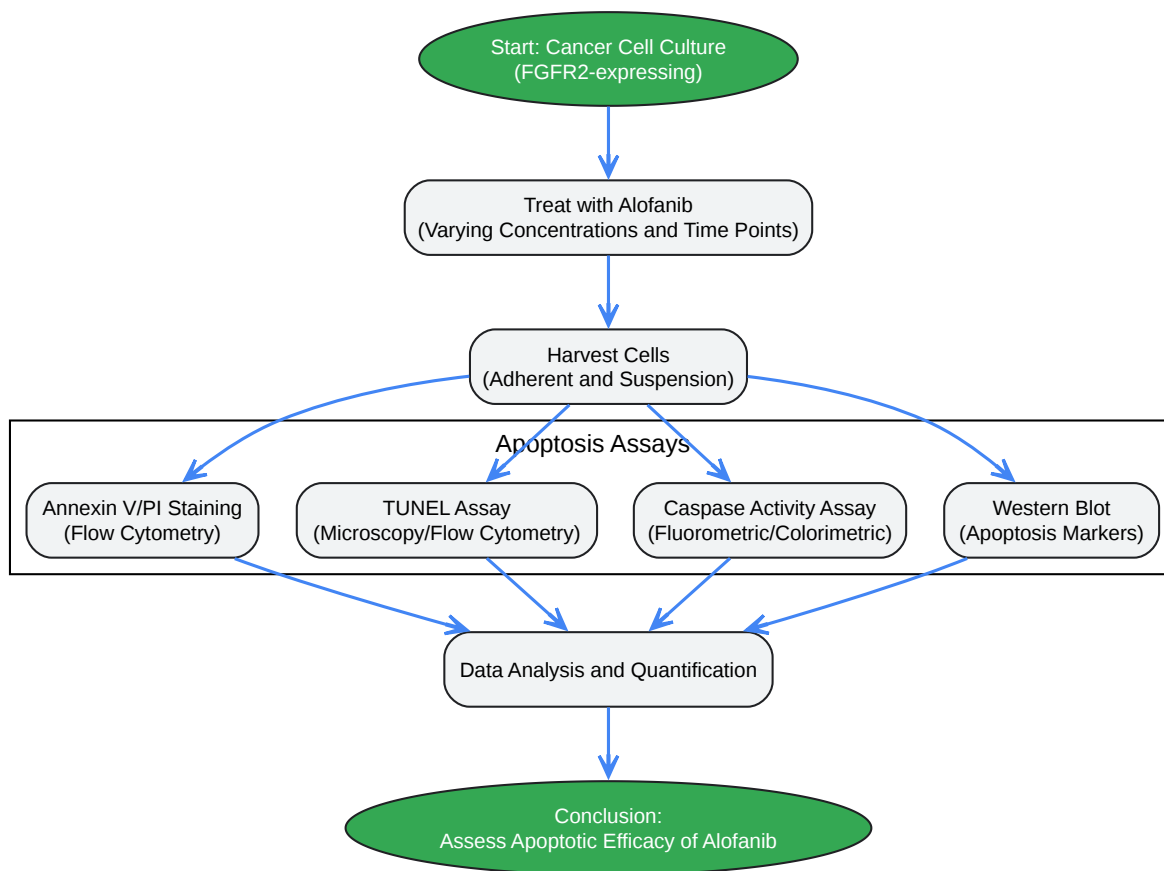 Start: Cancer Cell Culture
(FGFR2-expressing)
Treat with Alofanib
(Varying Concentrations and Time Points)
Harvest Cells
(Adherent and Suspension)
Apoptosis Assays
Annexin V/PI Staining
(Flow Cytometry)
TUNEL Assay
(Microscopy/Flow Cytometry)
Caspase Activity Assay
(Fluorometric/Colorimetric)
Western Blot
(Apoptosis Markers)
Data Analysis and Quantification
Conclusion:
Assess Apoptotic Efficacy of Alofanib